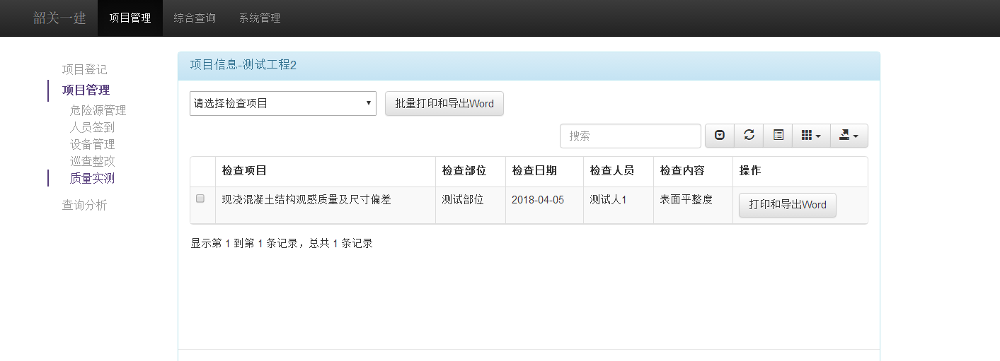 韶关一建 项目管理 综合查询 系统管理
项目登记
项目管理
危险源管理
人员签到
设备管理
巡查整改
质量实测
查询分析
项目信息-测试工程2
请选择检查项目 批量打印和导出Word
搜索
检查项目 检查部位 检查日期 检查人员 检查内容 操作
现浇混凝土结构观感质量及尺寸偏差 测试部位 2018-04-05 测试人1 表面平整度 打印和导出Word
显示第 1 到第 1 条记录，总共 1 条记录